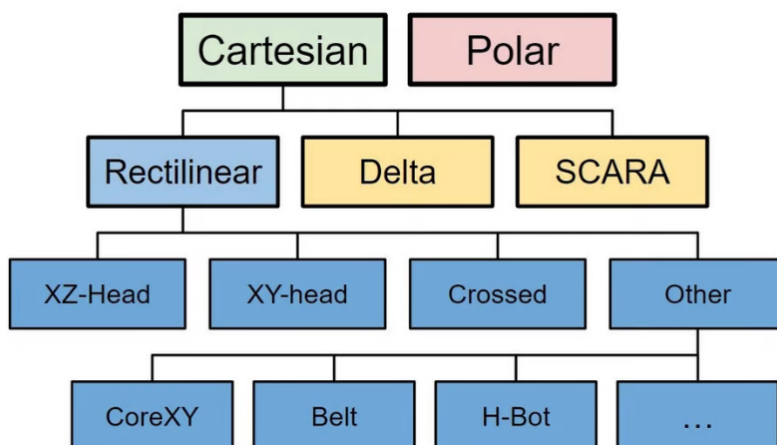 Cartesian
Polar
Rectilinear
Delta
SCARA
XZ-Head
XY-head
Crossed
Other
CoreXY
Belt
H-Bot
...